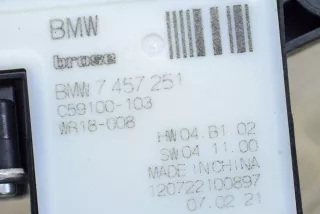 BMW
brose
BMW 7 457 251
C59100-103
WR18-008
HW 04.B1.02
SW 04.11.00
MADE IN CHINA
120722100897
07.02.21